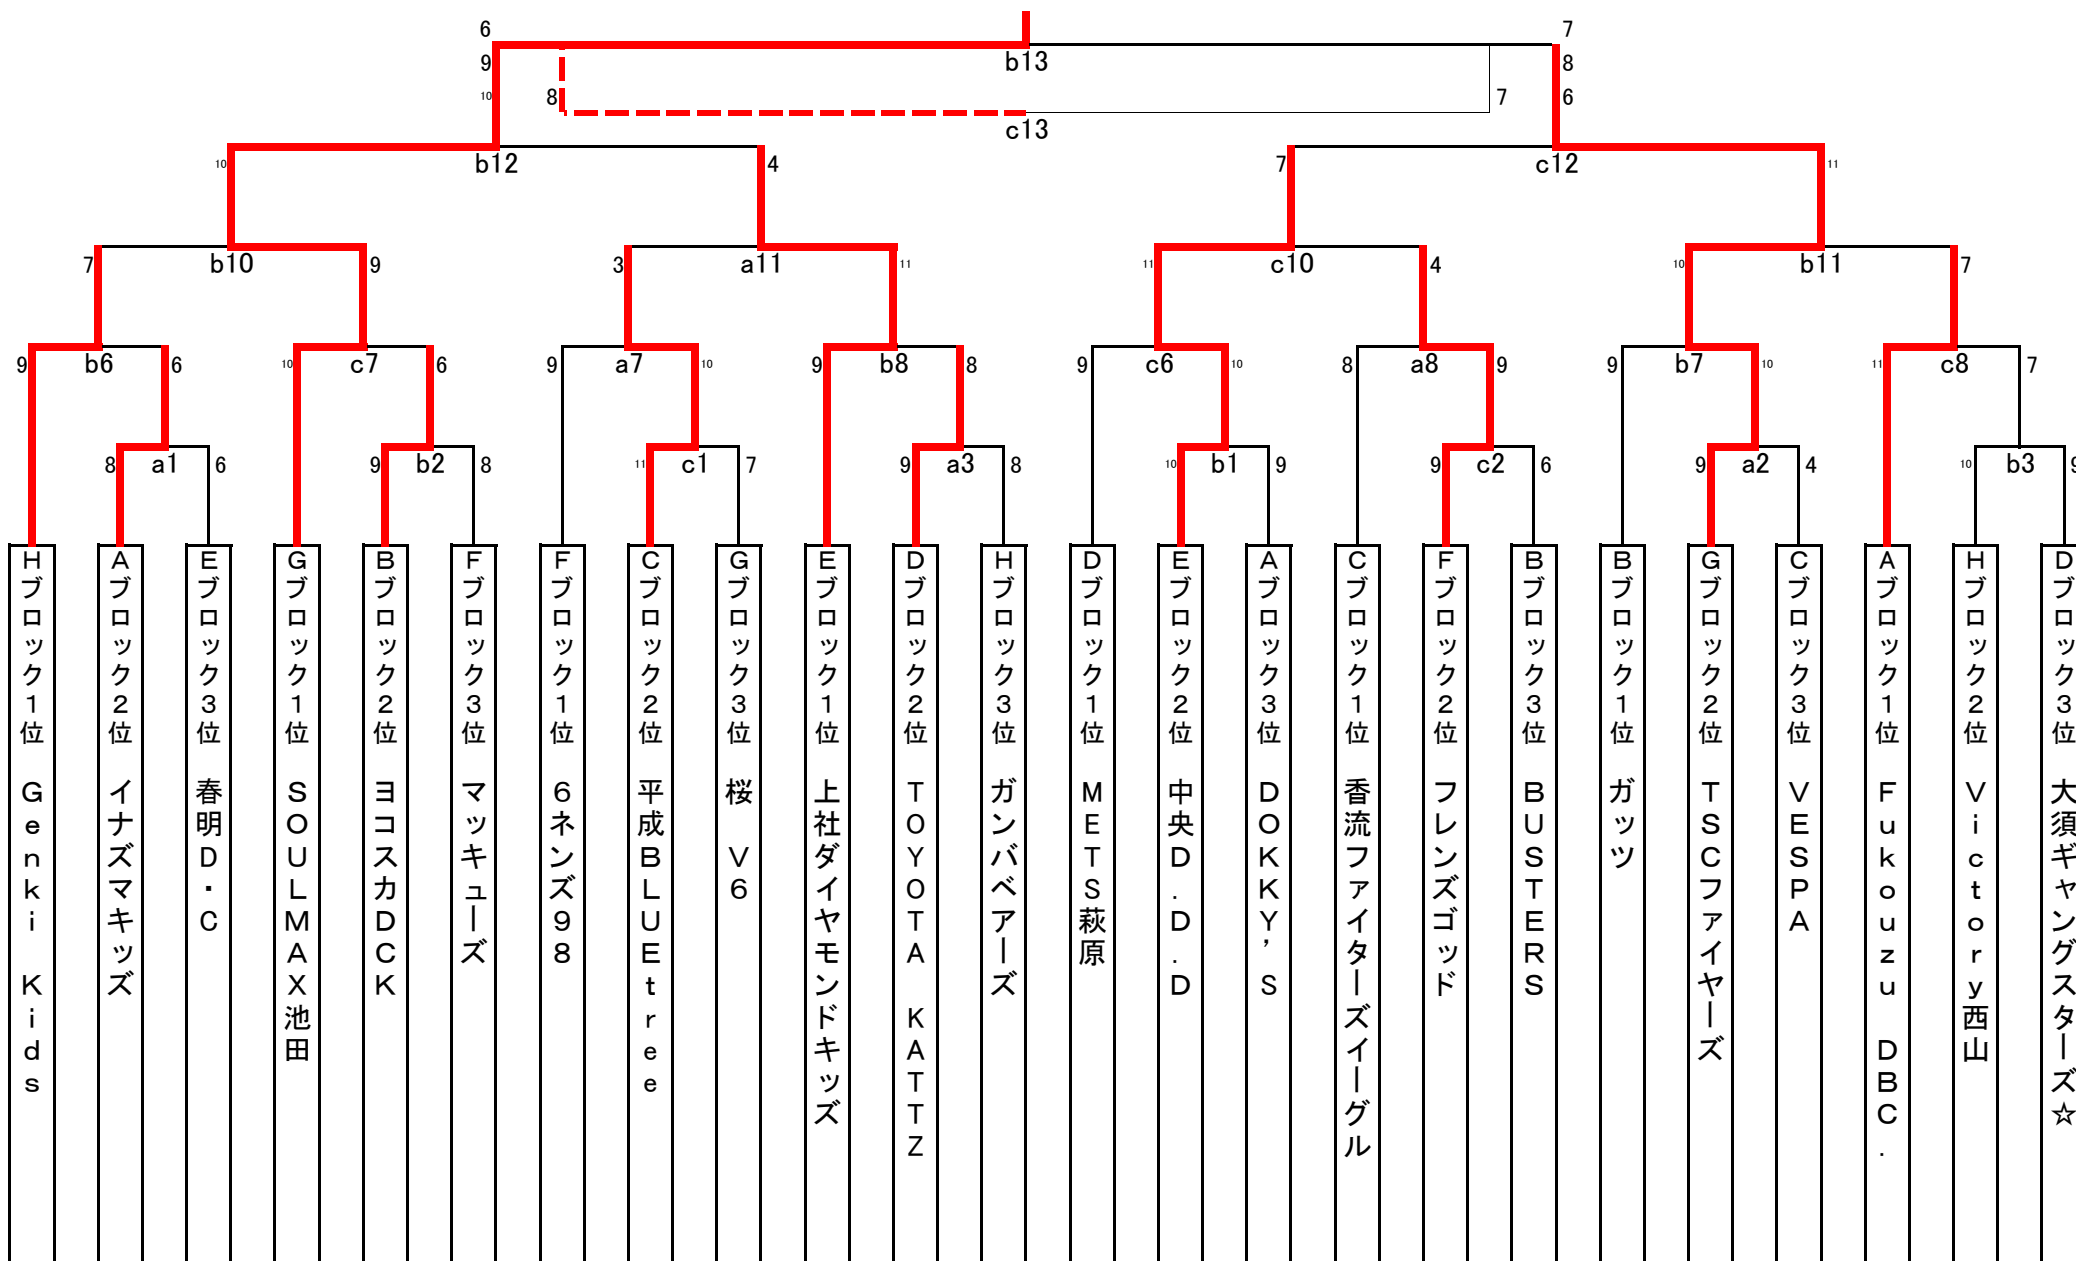 6 7
9 b13 8
10 8 7 6
c13
10 b12 4 7 c12 11
7 b10 9 3 a11 11 11 c10 4 10 b11 7
9 b6 6 10 c7 6 9 a7 10 9 b8 8 9 c6 10 8 a8 9 9 b7 10 11 c8 7
8 a1 6 9 b2 8 11 c1 7 9 a3 8 10 b1 9 9 c2 6 9 a2 4 10 b3 9
Hブロック1位 Genki Kids
Aブロック2位 イナズマキッズ
Eブロック3位 春明D・C
Gブロック1位 SOULMAX池田
Bブロック2位 ヨコスカDCK
Fブロック3位 マッキューズ
Fブロック1位 6ネンズ98
Cブロック2位 平成BLUEtree
Gブロック3位 桜 V6
Eブロック1位 上社ダイヤモンドキッズ
Dブロック2位 TOYOTA KATTZ
Hブロック3位 ガンバベアーズ
Dブロック1位 METS萩原
Eブロック2位 中央D.D.D
Aブロック3位 DOKKY'S
Cブロック1位 香流ファイターズイーグル
Fブロック2位 フレンズゴッド
Bブロック3位 BUSTERS
Bブロック1位 ガッツ
Gブロック2位 TSCファイヤーズ
Cブロック3位 VESPA
Aブロック1位 Fukouzu DBC.
Hブロック2位 Victory西山
Dブロック3位 大須ギャングスターズ☆